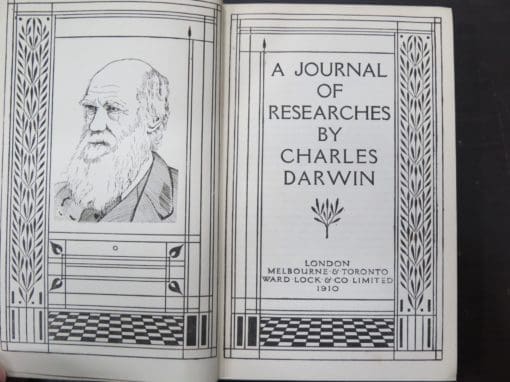 A JOURNAL
OF
RESEARCHES
BY
CHARLES
DARWIN
LONDON
MELBOURNE & TORONTO
WARD·LOCK & CO LIMITED
1910